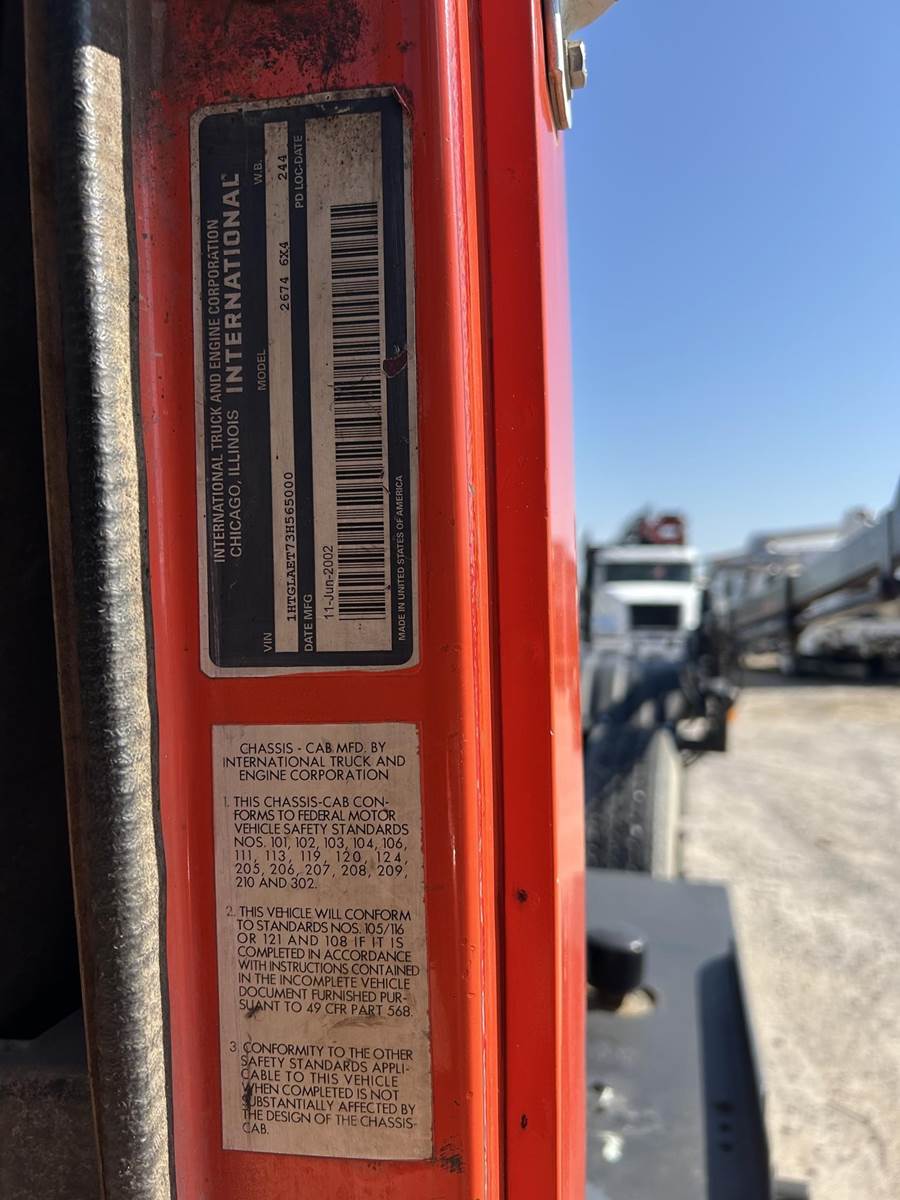 INTERNATIONAL TRUCK AND ENGINE CORPORATION
CHICAGO, ILLINOIS INTERNATIONAL
VIN MODEL W.B.
1HTGLAET73H565000 2674 6X4 244
DATE MFG PD LOC-DATE
11-Jun-2002
MADE IN UNITED STATES OF AMERICA
CHASSIS - CAB MFD. BY
INTERNATIONAL TRUCK AND
ENGINE CORPORATION
1. THIS CHASSIS-CAB CON-
FORMS TO FEDERAL MOTOR
VEHICLE SAFETY STANDARDS
NOS. 101, 102, 103, 104, 106,
111, 113, 119, 120, 124,
205, 206, 207, 208, 209,
210 AND 302.
2. THIS VEHICLE WILL CONFORM
TO STANDARDS NOS. 105/116
OR 121 AND 108 IF IT IS
COMPLETED IN ACCORDANCE
WITH INSTRUCTIONS CONTAINED
IN THE INCOMPLETE VEHICLE
DOCUMENT FURNISHED PUR-
SUANT TO 49 CFR PART 568.
3. CONFORMITY TO THE OTHER
SAFETY STANDARDS APPLI-
CABLE TO THIS VEHICLE
WHEN COMPLETED IS NOT
SUBSTANTIALLY AFFECTED BY
THE DESIGN OF THE CHASSIS-
CAB.